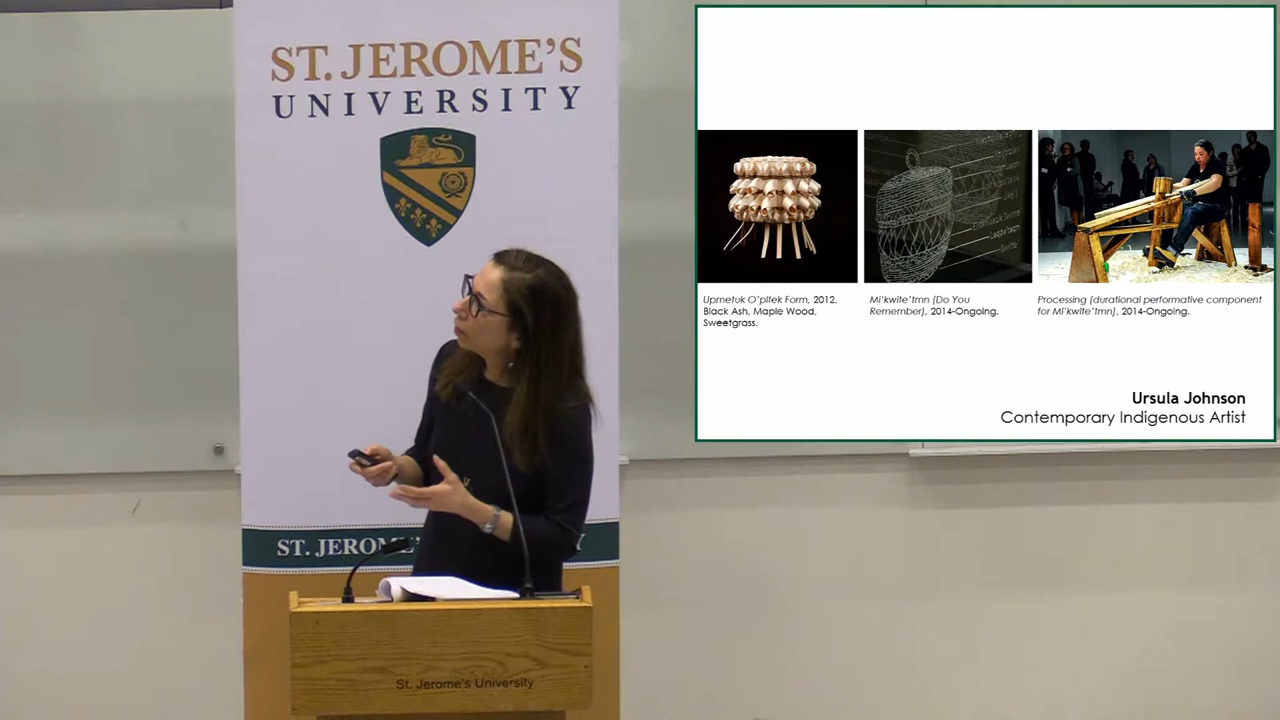 ST. JEROME'S
UNIVERSITY
ST. JEROME'
Y
St. Jerome's University
Upmetuk O'pltek Form, 2012,
Black Ash, Maple Wood,
Sweetgrass.
Mi'kwite'tmn (Do You
Remember), 2014-Ongoing.
Processing (durational performative component
for Mi'kwite'tmn), 2014-Ongoing.
Ursula Johnson
Contemporary Indigenous Artist